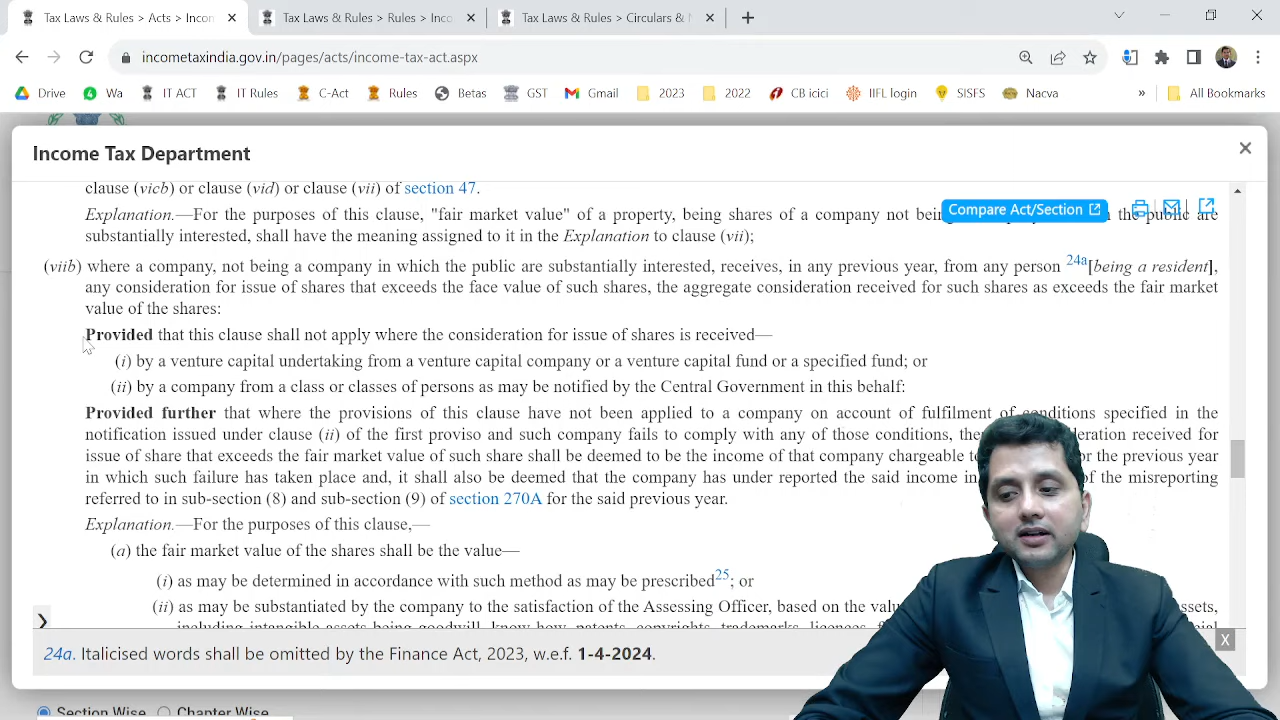 Tax Laws & Rules > Acts > Incon
Tax Laws & Rules > Rules > Inco
Tax Laws & Rules > Circulars &
incometaxindia.gov.in/pages/acts/income-tax-act.aspx
Drive Wa IT ACT IT Rules C-Act Rules Betas GST Gmail 2023 2022 CB icici IIFL login SISFS Nacva » All Bookmarks
Income Tax Department
clause (vicb) or clause (vid) or clause (vii) of section 47.
Compare Act/Section
Explanation.—For the purposes of this clause, "fair market value" of a property, being shares of a company not being the public are
substantially interested, shall have the meaning assigned to it in the Explanation to clause (vii);
(viib) where a company, not being a company in which the public are substantially interested, receives, in any previous year, from any person 24a[being a resident],
any consideration for issue of shares that exceeds the face value of such shares, the aggregate consideration received for such shares as exceeds the fair market
value of the shares:
Provided that this clause shall not apply where the consideration for issue of shares is received—
(i) by a venture capital undertaking from a venture capital company or a venture capital fund or a specified fund; or
(ii) by a company from a class or classes of persons as may be notified by the Central Government in this behalf:
Provided further that where the provisions of this clause have not been applied to a company on account of fulfilment of conditions specified in the
notification issued under clause (ii) of the first proviso and such company fails to comply with any of those conditions, received for
issue of share that exceeds the fair market value of such share shall be deemed to be the income of that company chargeable the previous year
in which such failure has taken place and, it shall also be deemed that the company has under reported the said income in of the misreporting
referred to in sub-section (8) and sub-section (9) of section 270A for the said previous year.
Explanation.—For the purposes of this clause,—
(a) the fair market value of the shares shall be the value—
(i) as may be determined in accordance with such method as may be prescribed25; or
(ii) as may be substantiated by the company to the satisfaction of the Assessing Officer, based on the
24a. Italicised words shall be omitted by the Finance Act, 2023, w.e.f. 1-4-2024.
X
Section Wise Chapter Wise